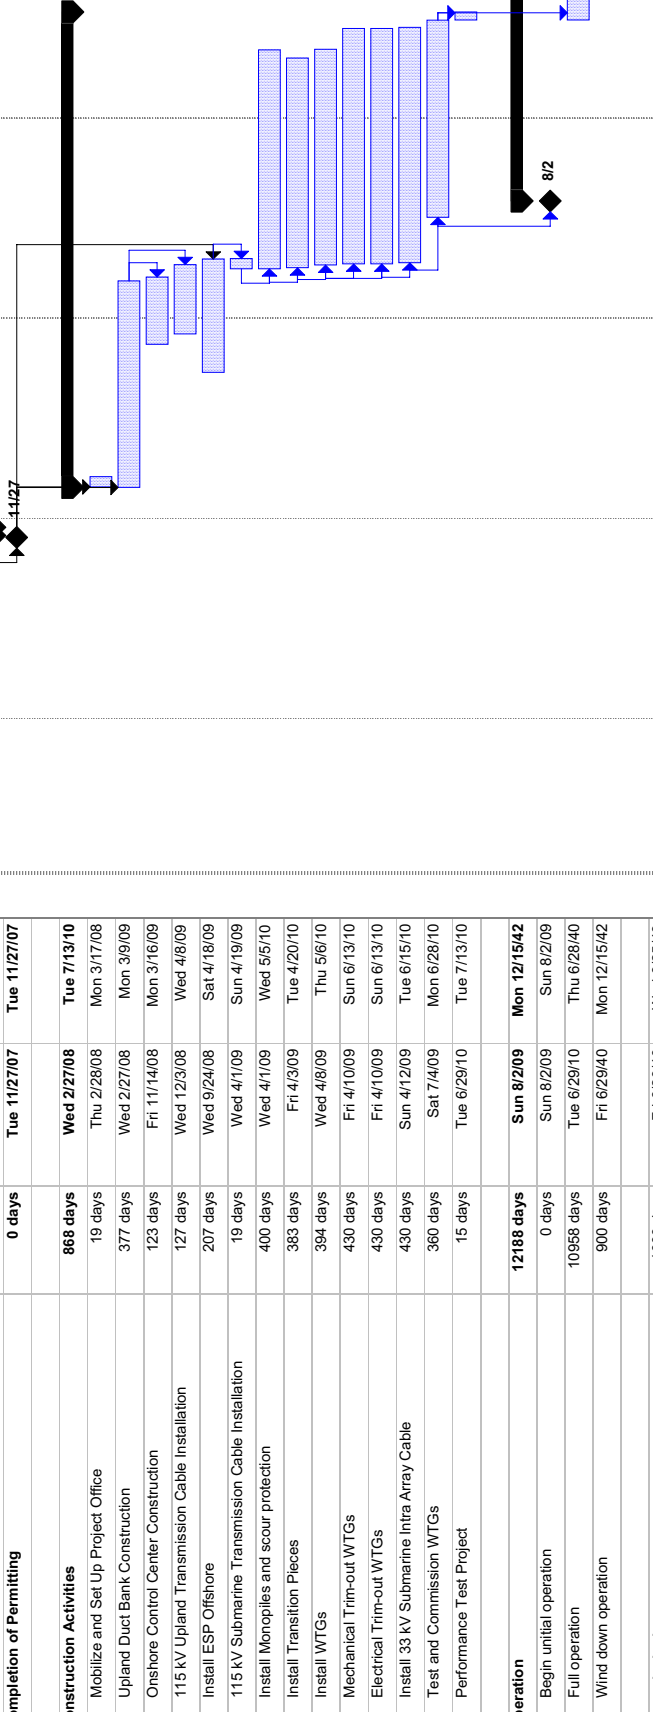 mpletion of Permitting 0 days Tue 11/27/07 Tue 11/27/07 11/27
nstruction Activities 868 days Wed 2/27/08 Tue 7/13/10
Mobilize and Set Up Project Office 19 days Thu 2/28/08 Mon 3/17/08
Upland Duct Bank Construction 377 days Wed 2/27/08 Mon 3/9/09
Onshore Control Center Construction 123 days Fri 11/14/08 Mon 3/16/09
115 kV Upland Transmission Cable Installation 127 days Wed 12/3/08 Wed 4/8/09
Install ESP Offshore 207 days Wed 9/24/08 Sat 4/18/09
115 kV Submarine Transmission Cable Installation 19 days Wed 4/1/09 Sun 4/19/09
Install Monopiles and scour protection 400 days Wed 4/1/09 Wed 5/5/10
Install Transition Pieces 383 days Fri 4/3/09 Tue 4/20/10
Install WTGs 394 days Wed 4/8/09 Thu 5/6/10
Mechanical Trim-out WTGs 430 days Fri 4/10/09 Sun 6/13/10
Electrical Trim-out WTGs 430 days Fri 4/10/09 Sun 6/13/10
Install 33 kV Submarine Intra Array Cable 430 days Sun 4/12/09 Tue 6/15/10
Test and Commission WTGs 360 days Sat 7/4/09 Mon 6/28/10
Performance Test Project 15 days Tue 6/29/10 Tue 7/13/10
eration 12188 days Sun 8/2/09 Mon 12/15/42
Begin unitial operation 0 days Sun 8/2/09 Sun 8/2/09 8/2
Full operation 10958 days Tue 6/29/10 Thu 6/28/40
Wind down operation 900 days Fri 6/29/40 Mon 12/15/42